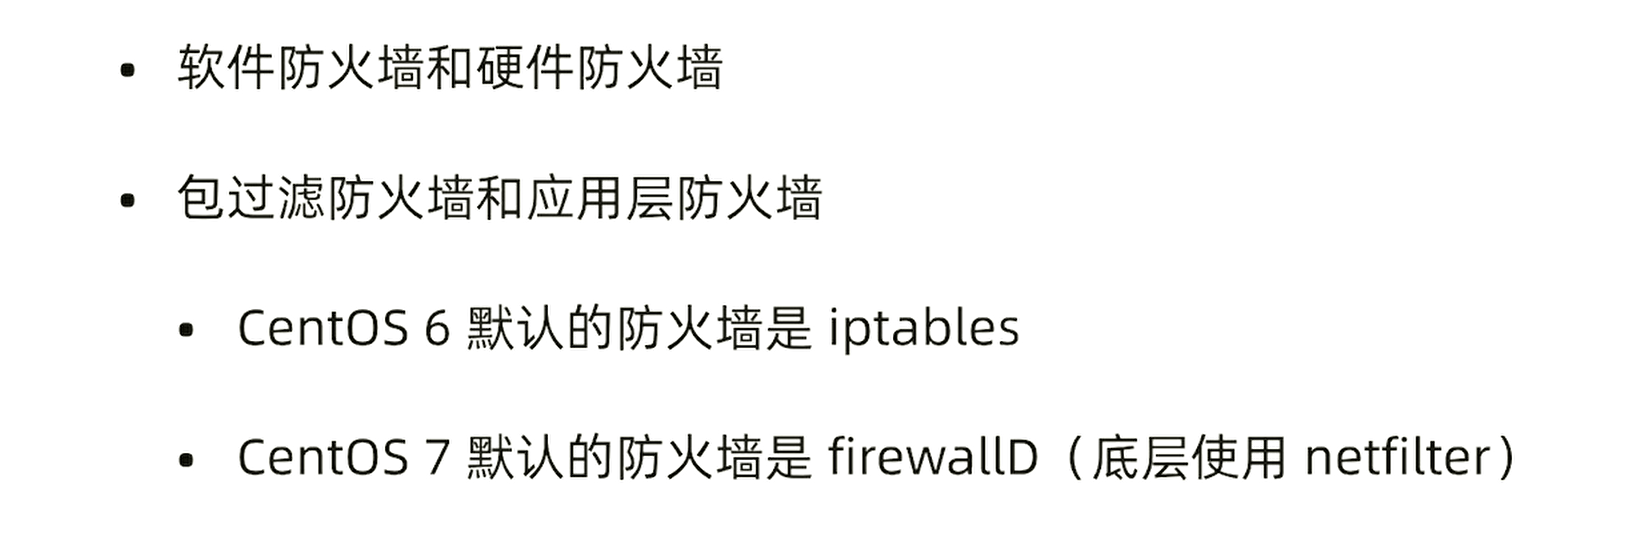 • 软件防火墙和硬件防火墙
• 包过滤防火墙和应用层防火墙
• CentOS 6 默认的防火墙是 iptables
• CentOS 7 默认的防火墙是 firewallD（底层使用 netfilter）